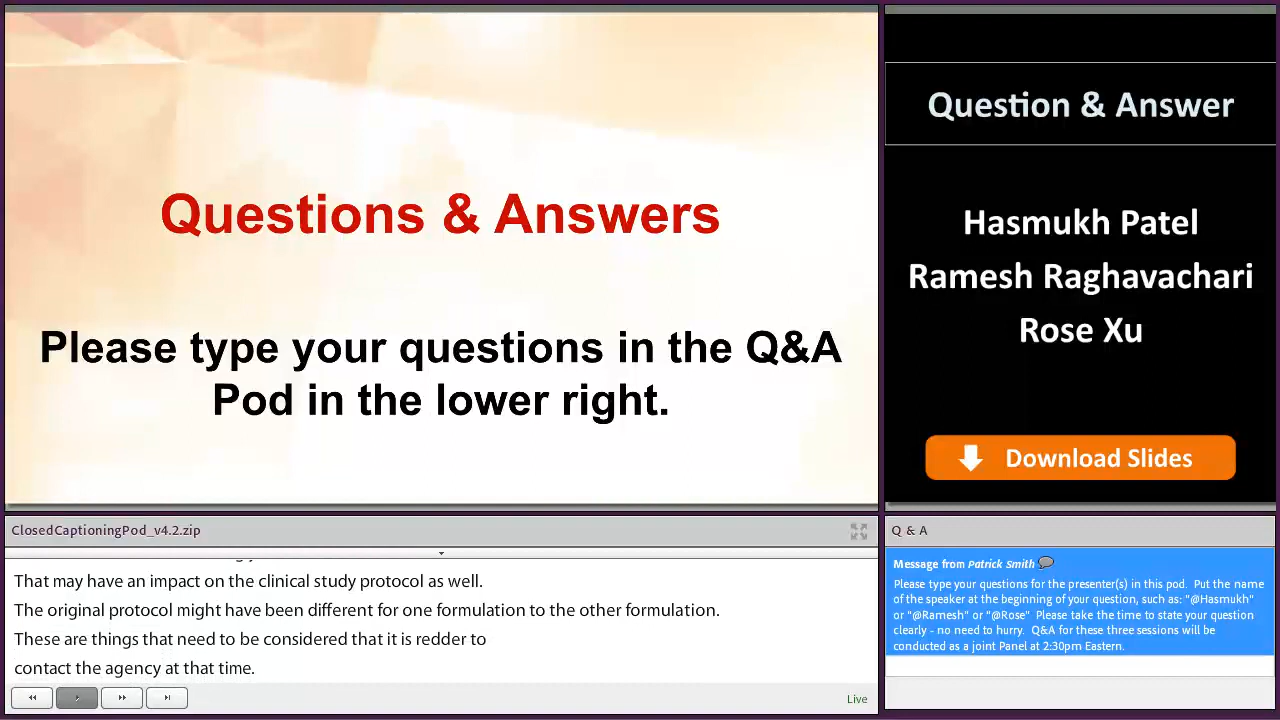 Questions & Answers
Please type your questions in the Q&A
Pod in the lower right.
Question & Answer
Hasmukh Patel
Ramesh Raghavachari
Rose Xu
Download Slides
ClosedCaptioningPod_v4.2.zip
That may have an impact on the clinical study protocol as well.
The original protocol might have been different for one formulation to the other formulation.
These are things that need to be considered that it is redder to
contact the agency at that time.
Live
Q & A
Message from Patrick Smith
Please type your questions for the presenter(s) in this pod. Put the name
of the speaker at the beginning of your question, such as: "@Hasmukh"
or "@Ramesh" or "@Rose" Please take the time to state your question
clearly - no need to hurry. Q&A for these three sessions will be
conducted as a joint Panel at 2:30pm Eastern.